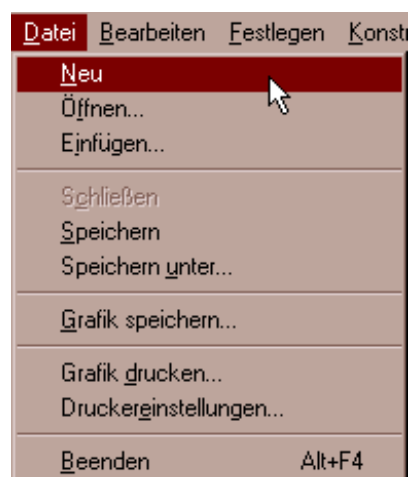 Datei Bearbeiten Festlegen Konstr
Neu
Öffnen...
Einfügen...
Schließen
Speichern
Speichern unter...
Grafik speichern...
Grafik drucken...
Druckereinstellungen...
Beenden Alt+F4